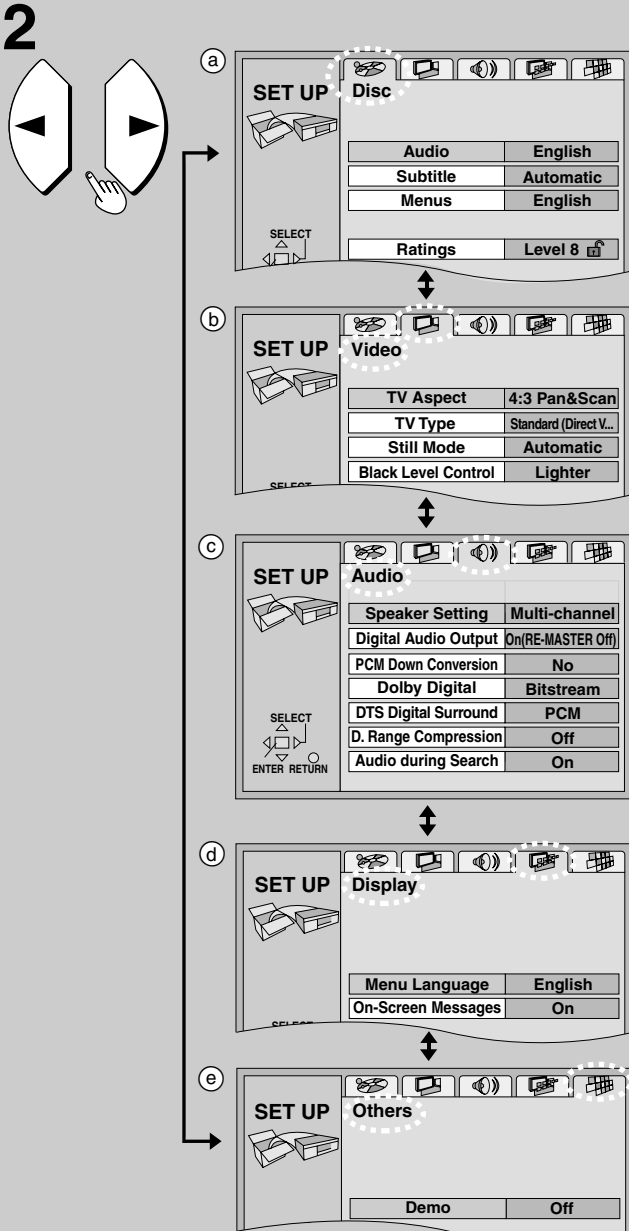 2
a
SET UP Disc
Audio English
Subtitle Automatic
Menus English
SELECT
Ratings Level 8
b
SET UP Video
TV Aspect 4:3 Pan&Scan
TV Type Standard (Direct V...
Still Mode Automatic
Black Level Control Lighter
SELECT
c
SET UP Audio
Speaker Setting Multi-channel
Digital Audio Output On(RE-MASTER Off)
PCM Down Conversion No
Dolby Digital Bitstream
SELECT
DTS Digital Surround PCM
D. Range Compression Off
ENTER RETURN
Audio during Search On
d
SET UP Display
Menu Language English
On-Screen Messages On
SELECT
e
SET UP Others
Demo Off